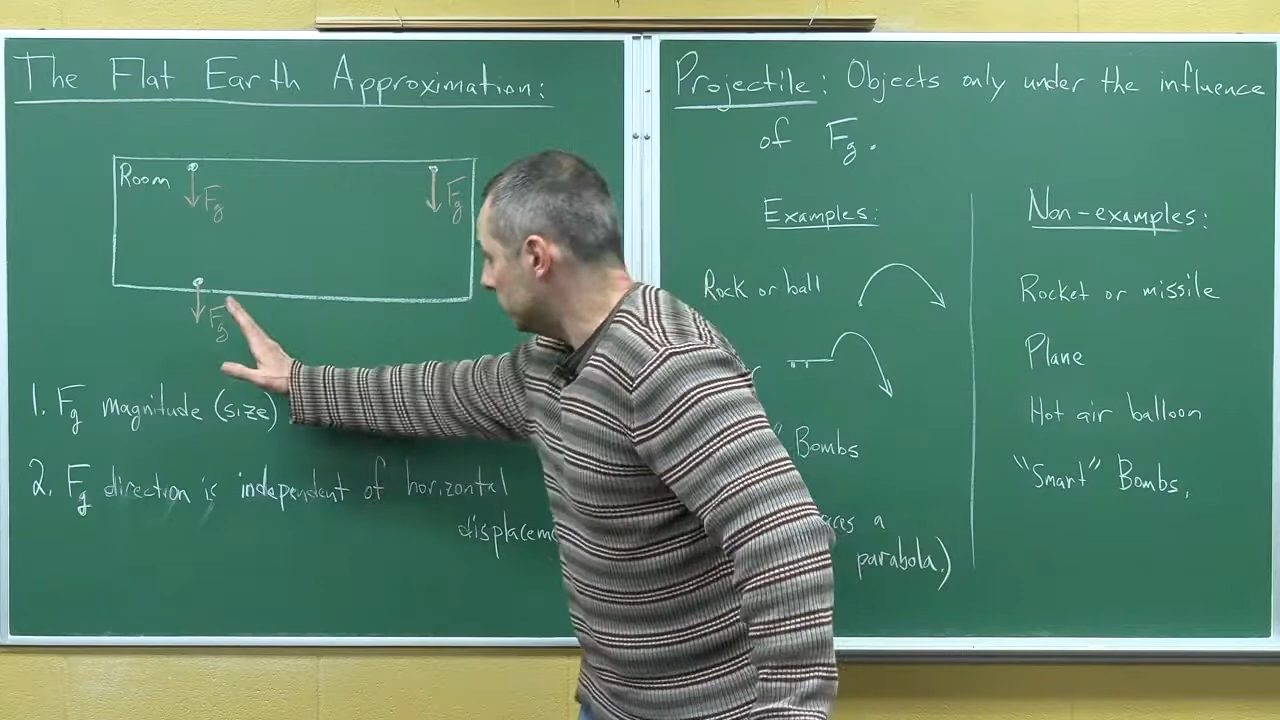 The Flat Earth Approximation:
Room
Fg
Fg
Fg
1. Fg magnitude (size)
2. Fg direction is independent of horizontal
Projectile: Objects only under the influence
of Fg.
Examples:
Rock or ball
Bombs
a
parabola.)
Non-examples:
Rocket or missile
Plane
Hot air balloon
"Smart" Bombs,